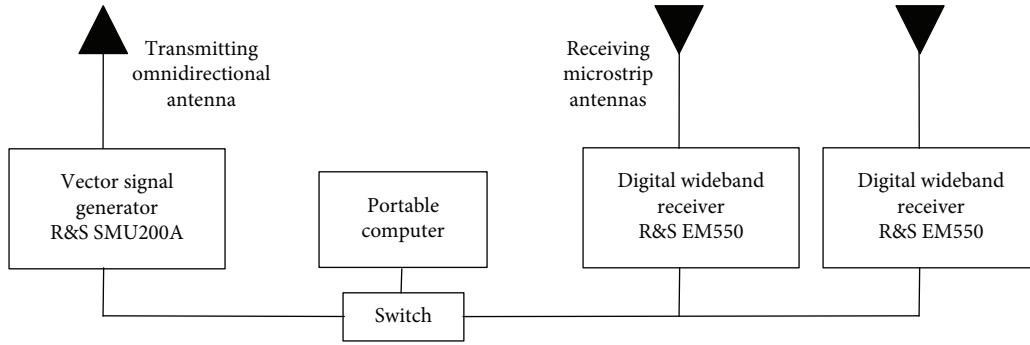 Transmitting
omnidirectional
antenna
Receiving
microstrip
antennas
Vector signal
generator
R&S SMU200A
Portable
computer
Digital wideband
receiver
R&S EM550
Digital wideband
receiver
R&S EM550
Switch